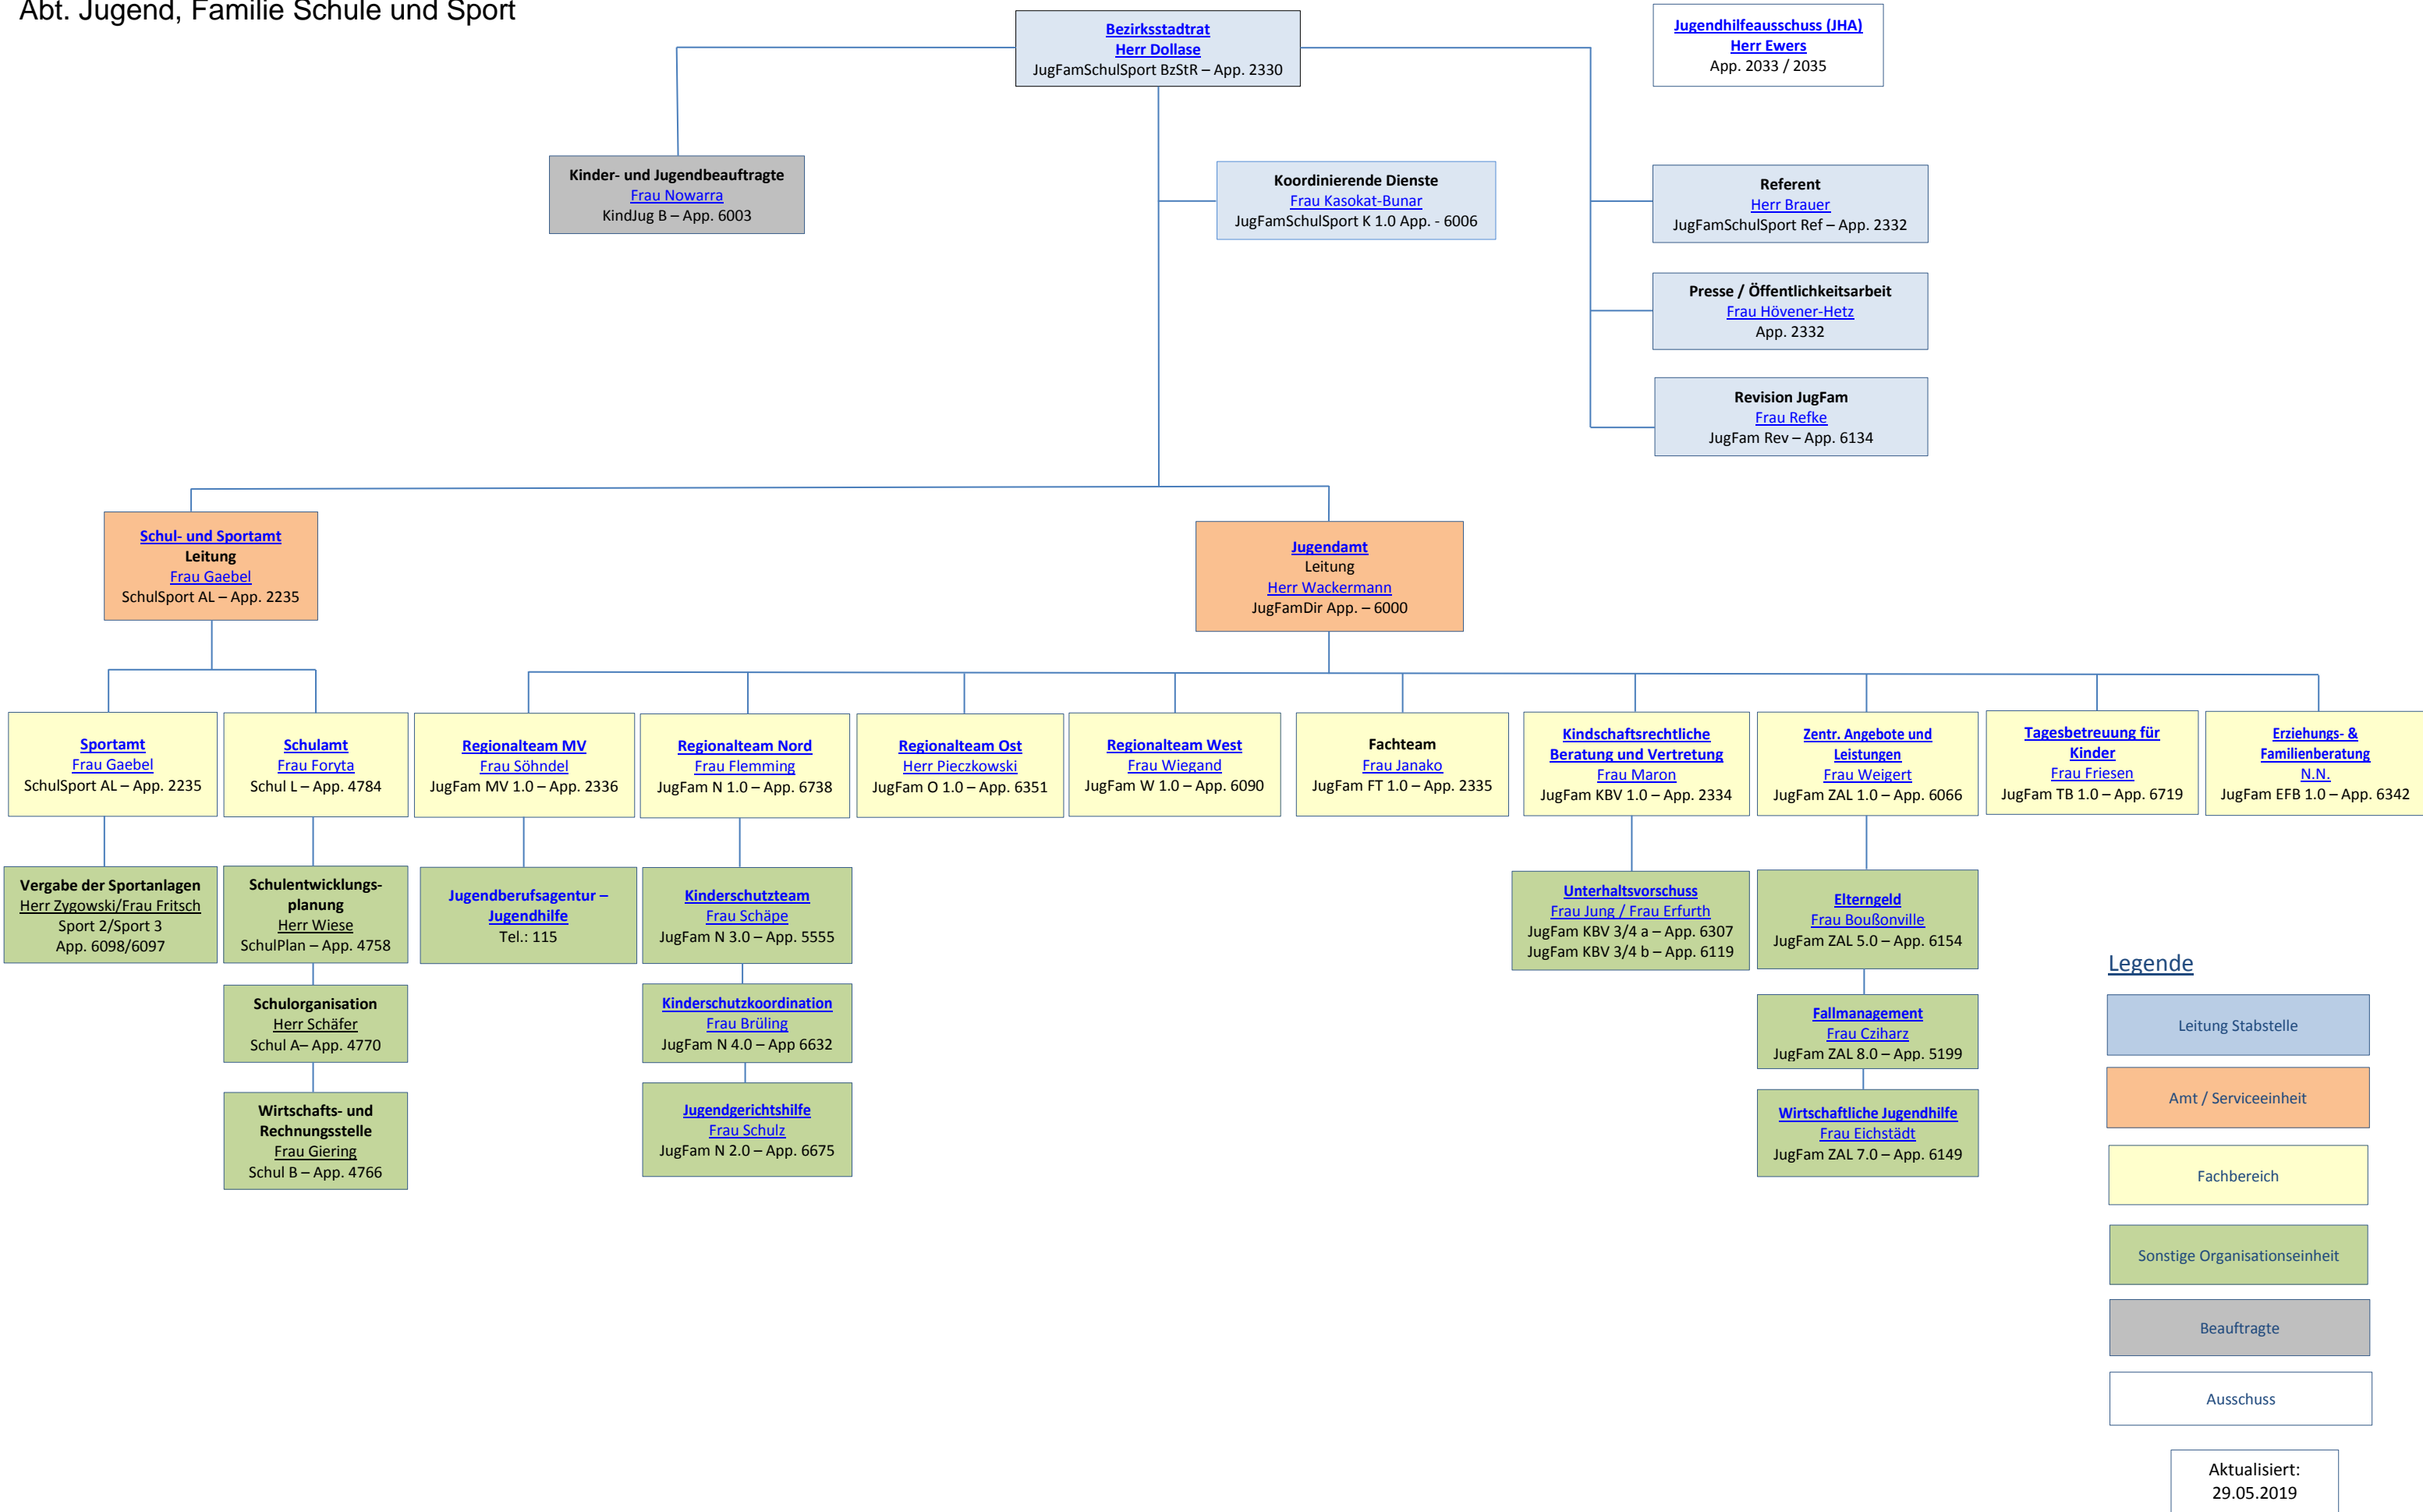 Abt. Jugend, Familie Schule und Sport
Bezirksstadtrat
Herr Dollase
JugFamSchulSport BzStR – App. 2330
Jugendhilfeausschuss (JHA)
Herr Ewers
App. 2033 / 2035
Kinder- und Jugendbeauftragte
Frau Nowarra
KindJug B – App. 6003
Koordinierende Dienste
Frau Kasokat-Bunar
JugFamSchulSport K 1.0 App. - 6006
Referent
Herr Brauer
JugFamSchulSport Ref – App. 2332
Presse / Öffentlichkeitsarbeit
Frau Hövener-Hetz
App. 2332
Revision JugFam
Frau Refke
JugFam Rev – App. 6134
Schul- und Sportamt
Leitung
Frau Gaebel
SchulSport AL – App. 2235
Jugendamt
Leitung
Herr Wackermann
JugFamDir App. – 6000
Sportamt
Frau Gaebel
SchulSport AL – App. 2235
Schulamt
Frau Foryta
Schul L – App. 4784
Regionalteam MV
Frau Söhndel
JugFam MV 1.0 – App. 2336
Regionalteam Nord
Frau Flemming
JugFam N 1.0 – App. 6738
Regionalteam Ost
Herr Pieczkowski
JugFam O 1.0 – App. 6351
Regionalteam West
Frau Wiegand
JugFam W 1.0 – App. 6090
Fachteam
Frau Janako
JugFam FT 1.0 – App. 2335
Kindschaftsrechtliche
Beratung und Vertretung
Frau Maron
JugFam KBV 1.0 – App. 2334
Zentr. Angebote und
Leistungen
Frau Weigert
JugFam ZAL 1.0 – App. 6066
Tagesbetreuung für
Kinder
Frau Friesen
JugFam TB 1.0 – App. 6719
Erziehungs- &
Familienberatung
N.N.
JugFam EFB 1.0 – App. 6342
Vergabe der Sportanlagen
Herr Zygowski/Frau Fritsch
Sport 2/Sport 3
App. 6098/6097
Schulentwicklungs-
planung
Herr Wiese
SchulPlan – App. 4758
Jugendberufsagentur –
Jugendhilfe
Tel.: 115
Kinderschutzteam
Frau Schäpe
JugFam N 3.0 – App. 5555
Unterhaltsvorschuss
Frau Jung / Frau Erfurth
JugFam KBV 3/4 a – App. 6307
JugFam KBV 3/4 b – App. 6119
Elterngeld
Frau Boußonville
JugFam ZAL 5.0 – App. 6154
Schulorganisation
Herr Schäfer
Schul A– App. 4770
Kinderschutzkoordination
Frau Brüling
JugFam N 4.0 – App 6632
Fallmanagement
Frau Cziharz
JugFam ZAL 8.0 – App. 5199
Wirtschafts- und
Rechnungsstelle
Frau Giering
Schul B – App. 4766
Jugendgerichtshilfe
Frau Schulz
JugFam N 2.0 – App. 6675
Wirtschaftliche Jugendhilfe
Frau Eichstädt
JugFam ZAL 7.0 – App. 6149
Legende
Leitung Stabstelle
Amt / Serviceeinheit
Fachbereich
Sonstige Organisationseinheit
Beauftragte
Ausschuss
Aktualisiert:
29.05.2019